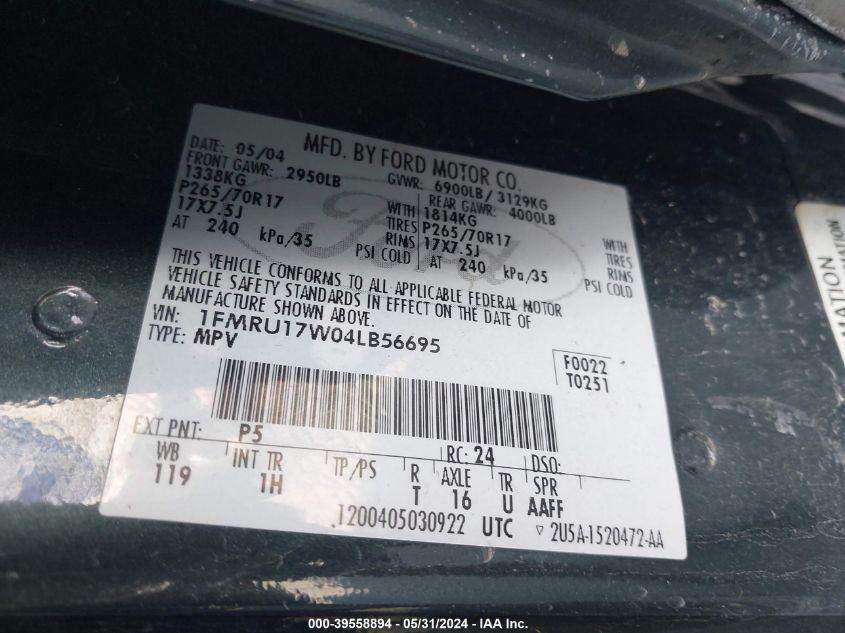 DATE: 05/04 MFD. BY FORD MOTOR CO.
FRONT GAWR: 2950LB GVWR: 6900LB / 3129KG
1338KG REAR GAWR: 4000LB
P265/70R17 WITH 1814KG WITH
17X7.5J TIRES P265/70R17 TIRES
AT 240 kPa/35 RIMS 17X7.5J RIMS
PSI COLD AT 240 kPa/35 PSI COLD
Ford
THIS VEHICLE CONFORMS TO ALL APPLICABLE FEDERAL MOTOR
VEHICLE SAFETY STANDARDS IN EFFECT ON THE DATE OF
MANUFACTURE SHOWN ABOVE.
VIN: 1FMRU17W04LB56695
TYPE: MPV
F0022
T0251
EXT PNT: P5 RC: 24 DSO:
WB INT TR TP/PS R AXLE TR SPR
119 1H T 16 U AAFF
1200405030922 UTC ▽ 2U5A-1520472-AA
MATION
000-39558894 - 05/31/2024 - IAA Inc.